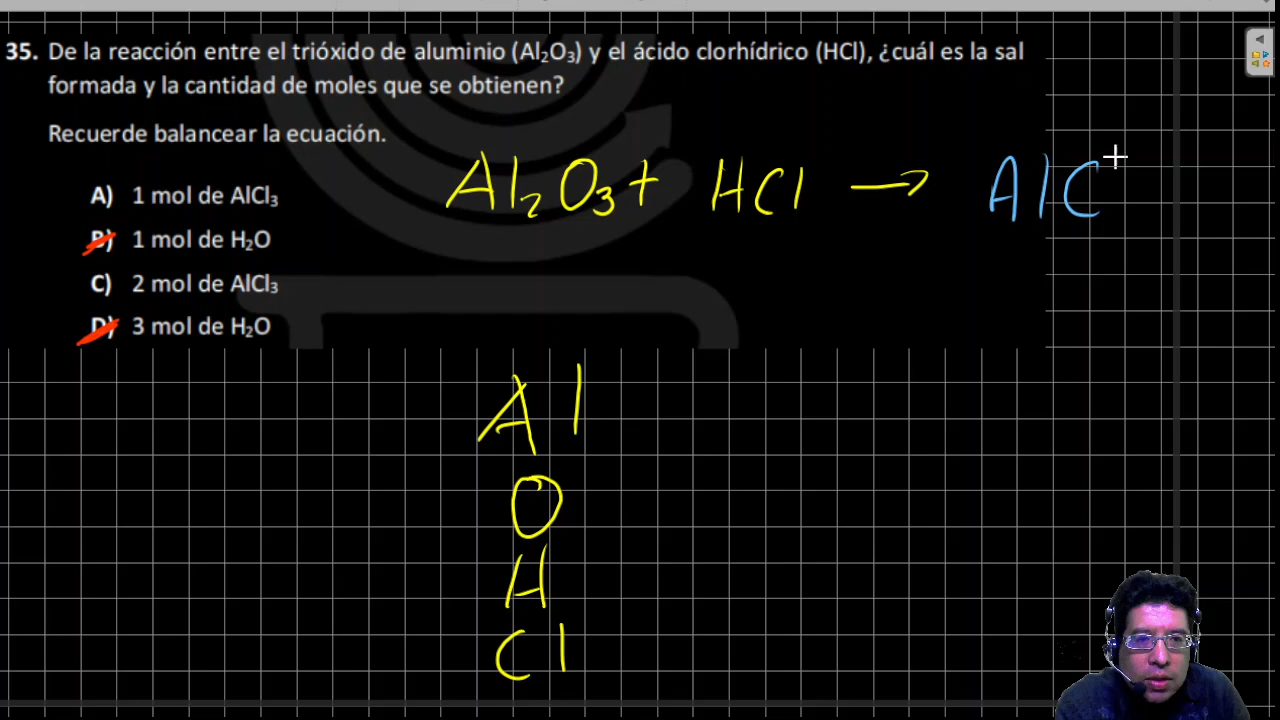 35. De la reacción entre el trióxido de aluminio (Al₂O₃) y el ácido clorhídrico (HCl), ¿cuál es la sal
formada y la cantidad de moles que se obtienen?
Recuerde balancear la ecuación.
Al₂O₃ + HCl → AlC
A) 1 mol de AlCl₃
B) 1 mol de H₂O
C) 2 mol de AlCl₃
D) 3 mol de H₂O
Al
O
H
Cl